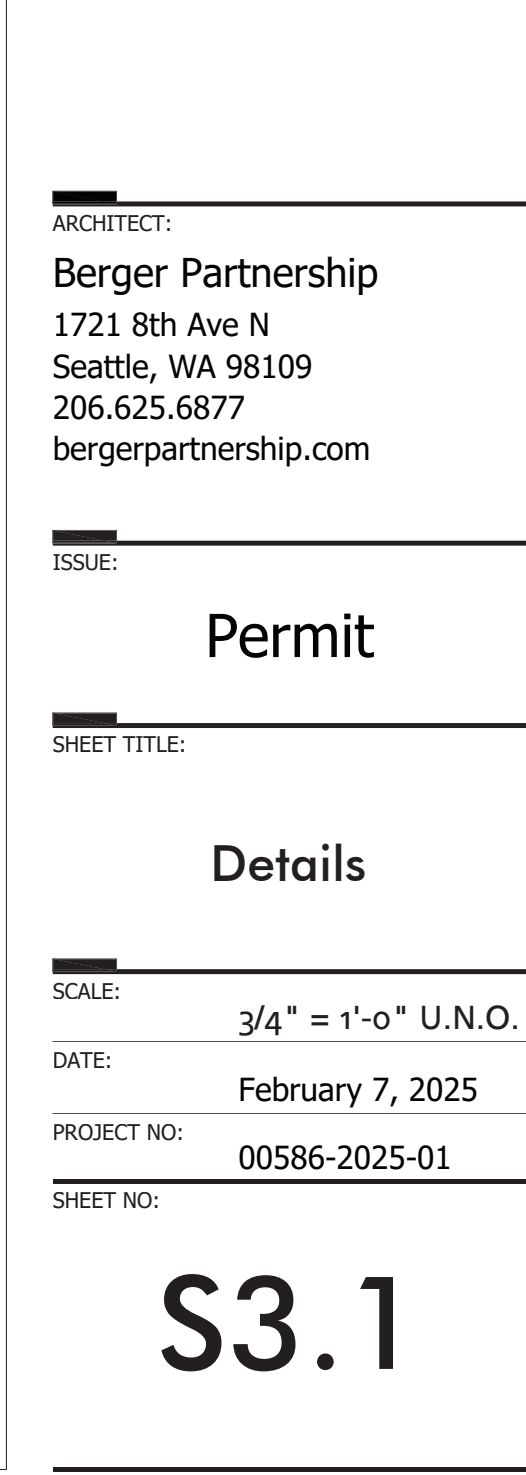 ARCHITECT:
Berger Partnership
1721 8th Ave N
Seattle, WA 98109
206.625.6877
bergerpartnership.com
ISSUE:
Permit
SHEET TITLE:
Details
SCALE:
3/4" = 1'-0" U.N.O.
DATE:
February 7, 2025
PROJECT NO:
00586-2025-01
SHEET NO:
S3.1